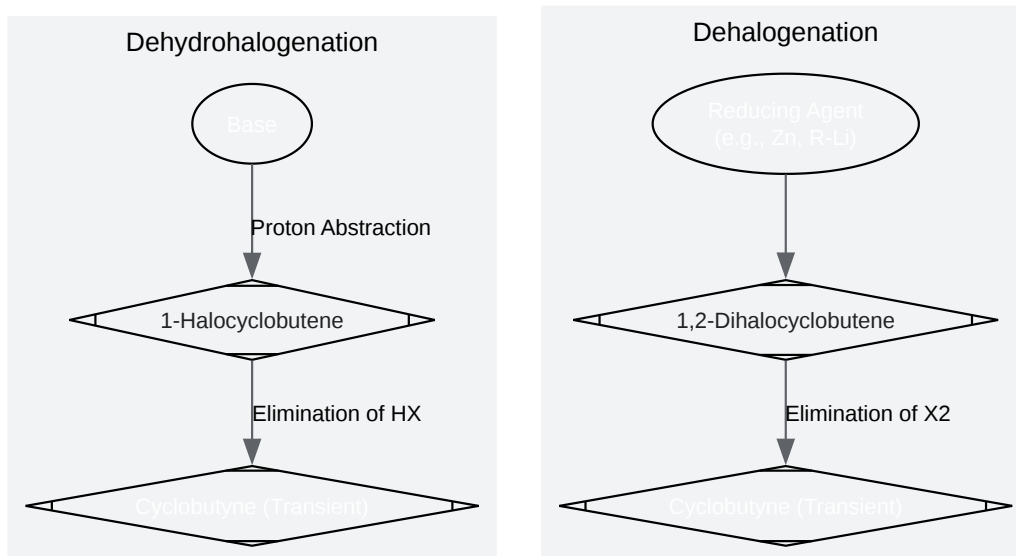 Dehydrohalogenation
Base
Proton Abstraction
1-Halocyclobutene
Elimination of HX
Cyclobutyne (Transient)
Dehalogenation
Reducing Agent
(e.g., Zn, R-Li)
1,2-Dihalocyclobutene
Elimination of X2
Cyclobutyne (Transient)